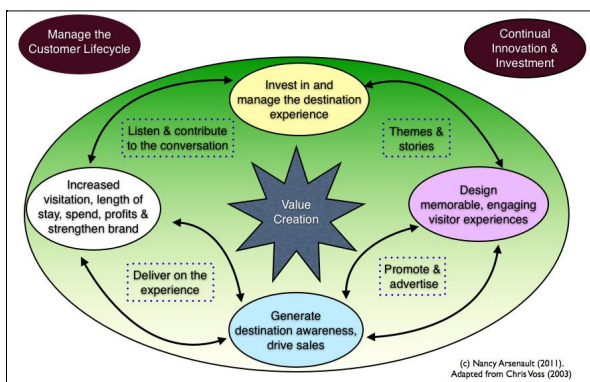 Manage the
Customer Lifecycle
Continual
Innovation &
Investment
Invest in and
manage the destination
experience
Listen & contribute
to the conversation
Themes &
stories
Increased
visitation, length of
stay, spend, profits &
strengthen brand
Value
Creation
Design
memorable, engaging
visitor experiences
Deliver on the
experience
Promote &
advertise
Generate
destination awareness,
drive sales
(c) Nancy Arsenault (2011).
Adapted from Chris Voss (2003)